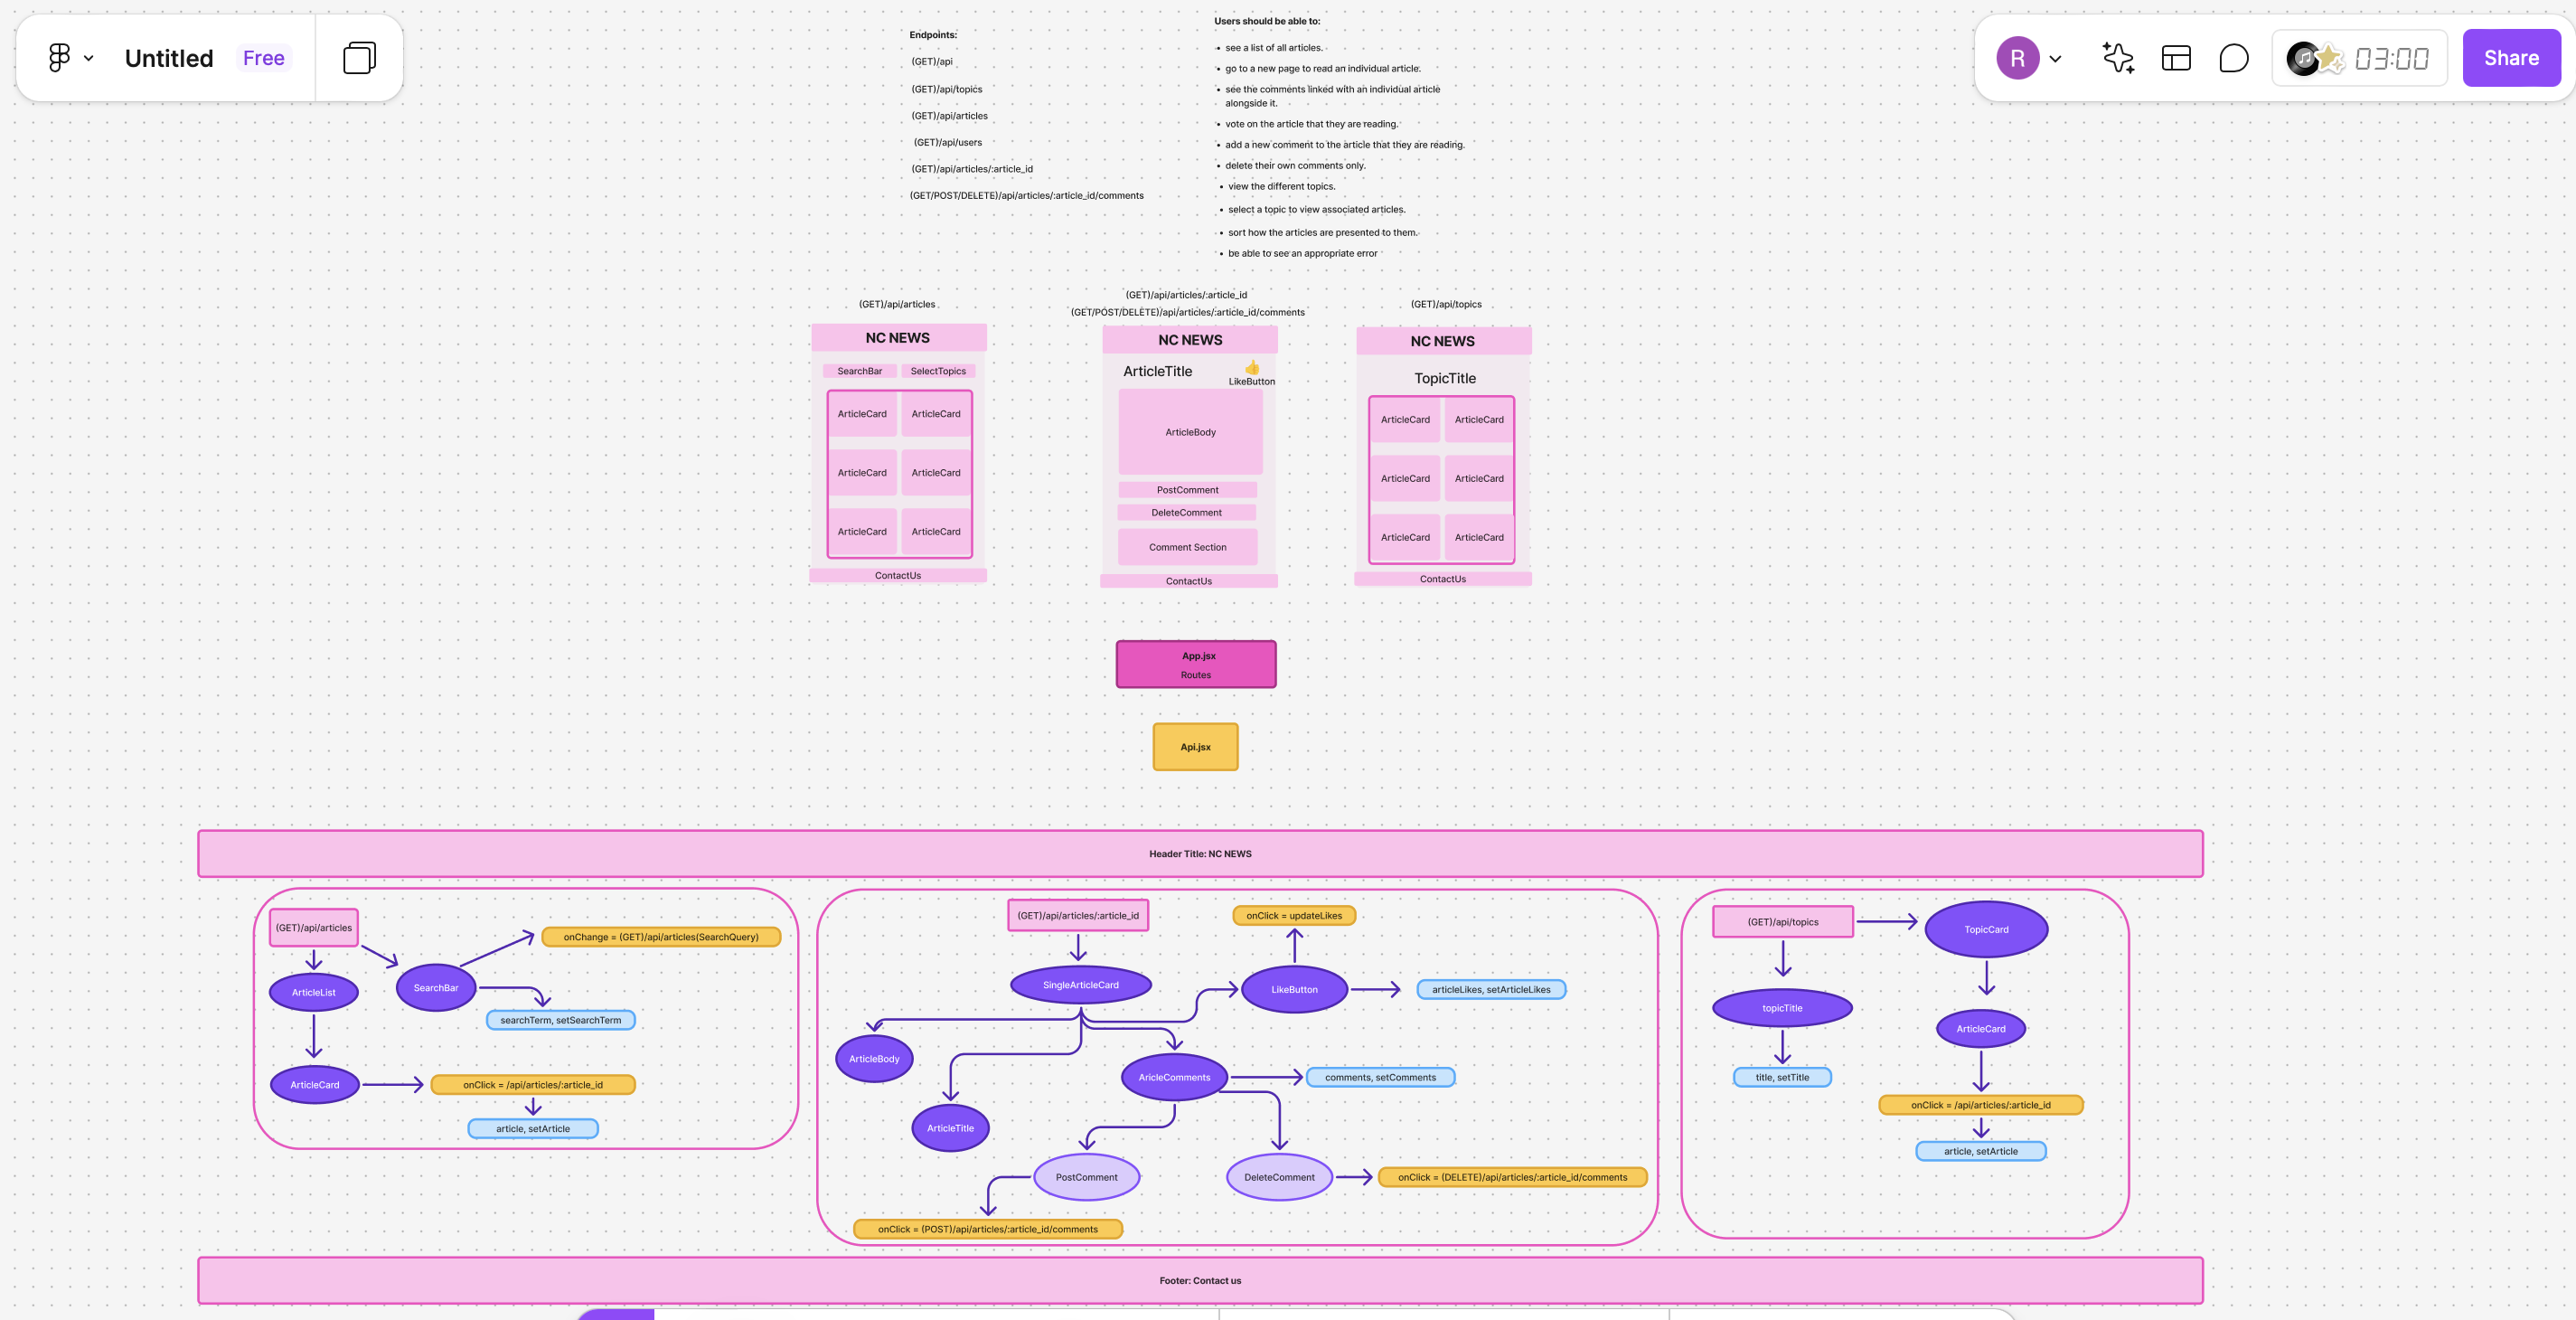 Untitled
Free
R
03:00
Share
Endpoints:
(GET)/api
(GET)/api/topics
(GET)/api/articles
(GET)/api/users
(GET)/api/articles/:article_id
(GET/POST/DELETE)/api/articles/:article_id/comments
Users should be able to:
• see a list of all articles.
• go to a new page to read an individual article.
• see the comments linked with an individual article
alongside it.
• vote on the article that they are reading.
• add a new comment to the article that they are reading.
• delete their own comments only.
• view the different topics.
• select a topic to view associated articles.
• sort how the articles are presented to them.
• be able to see an appropriate error
(GET)/api/articles
NC NEWS
SearchBar
SelectTopics
ArticleCard
ArticleCard
ArticleCard
ArticleCard
ArticleCard
ArticleCard
ContactUs
(GET)/api/articles/:article_id
(GET/POST/DELETE)/api/articles/:article_id/comments
NC NEWS
ArticleTitle
LikeButton
ArticleBody
PostComment
DeleteComment
Comment Section
ContactUs
(GET)/api/topics
NC NEWS
TopicTitle
ArticleCard
ArticleCard
ArticleCard
ArticleCard
ArticleCard
ArticleCard
ContactUs
App.jsx
Routes
Api.jsx
Header Title: NC NEWS
(GET)/api/articles
onChange = (GET)/api/articles(SearchQuery)
ArticleList
SearchBar
searchTerm, setSearchTerm
ArticleCard
onClick = /api/articles/:article_id
article, setArticle
(GET)/api/articles/:article_id
onClick = updateLikes
SingleArticleCard
LikeButton
articleLikes, setArticleLikes
ArticleBody
AricleComments
comments, setComments
ArticleTitle
PostComment
DeleteComment
onClick = (DELETE)/api/articles/:article_id/comments
onClick = (POST)/api/articles/:article_id/comments
(GET)/api/topics
TopicCard
topicTitle
ArticleCard
title, setTitle
onClick = /api/articles/:article_id
article, setArticle
Footer: Contact us